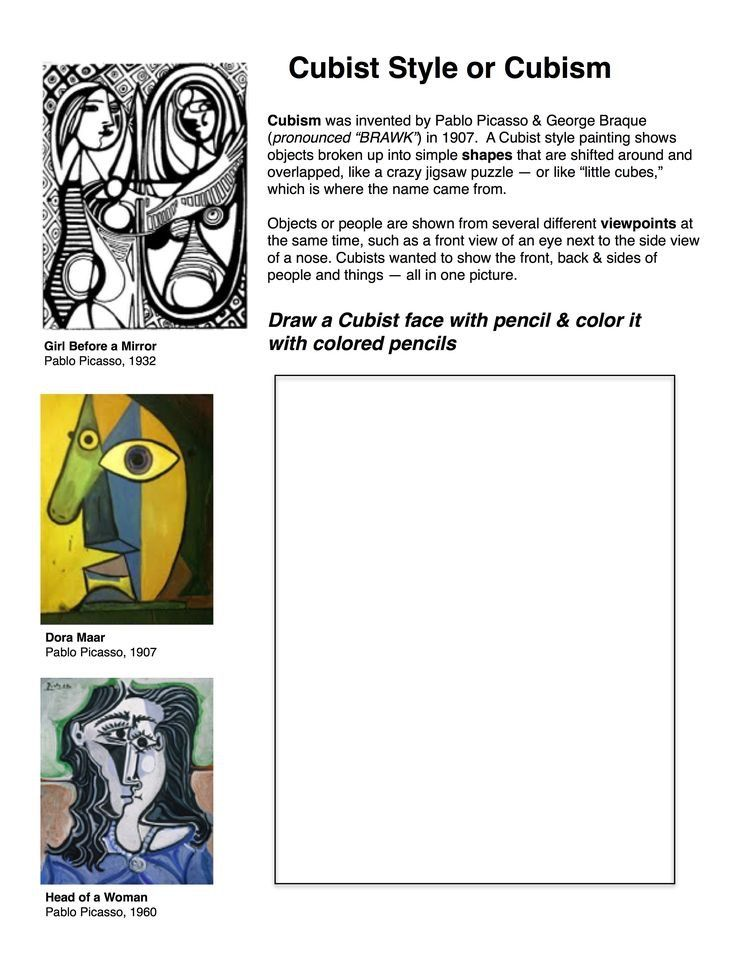 Cubist Style or Cubism
Cubism was invented by Pablo Picasso & George Braque
(pronounced “BRAWK”) in 1907.  A Cubist style painting shows
objects broken up into simple shapes that are shifted around and
overlapped, like a crazy jigsaw puzzle — or like “little cubes,”
which is where the name came from.
Objects or people are shown from several different viewpoints at
the same time, such as a front view of an eye next to the side view
of a nose. Cubists wanted to show the front, back & sides of
people and things — all in one picture.
Draw a Cubist face with pencil & color it
with colored pencils
Girl Before a Mirror
Pablo Picasso, 1932
Dora Maar
Pablo Picasso, 1907
Picasso
Head of a Woman
Pablo Picasso, 1960